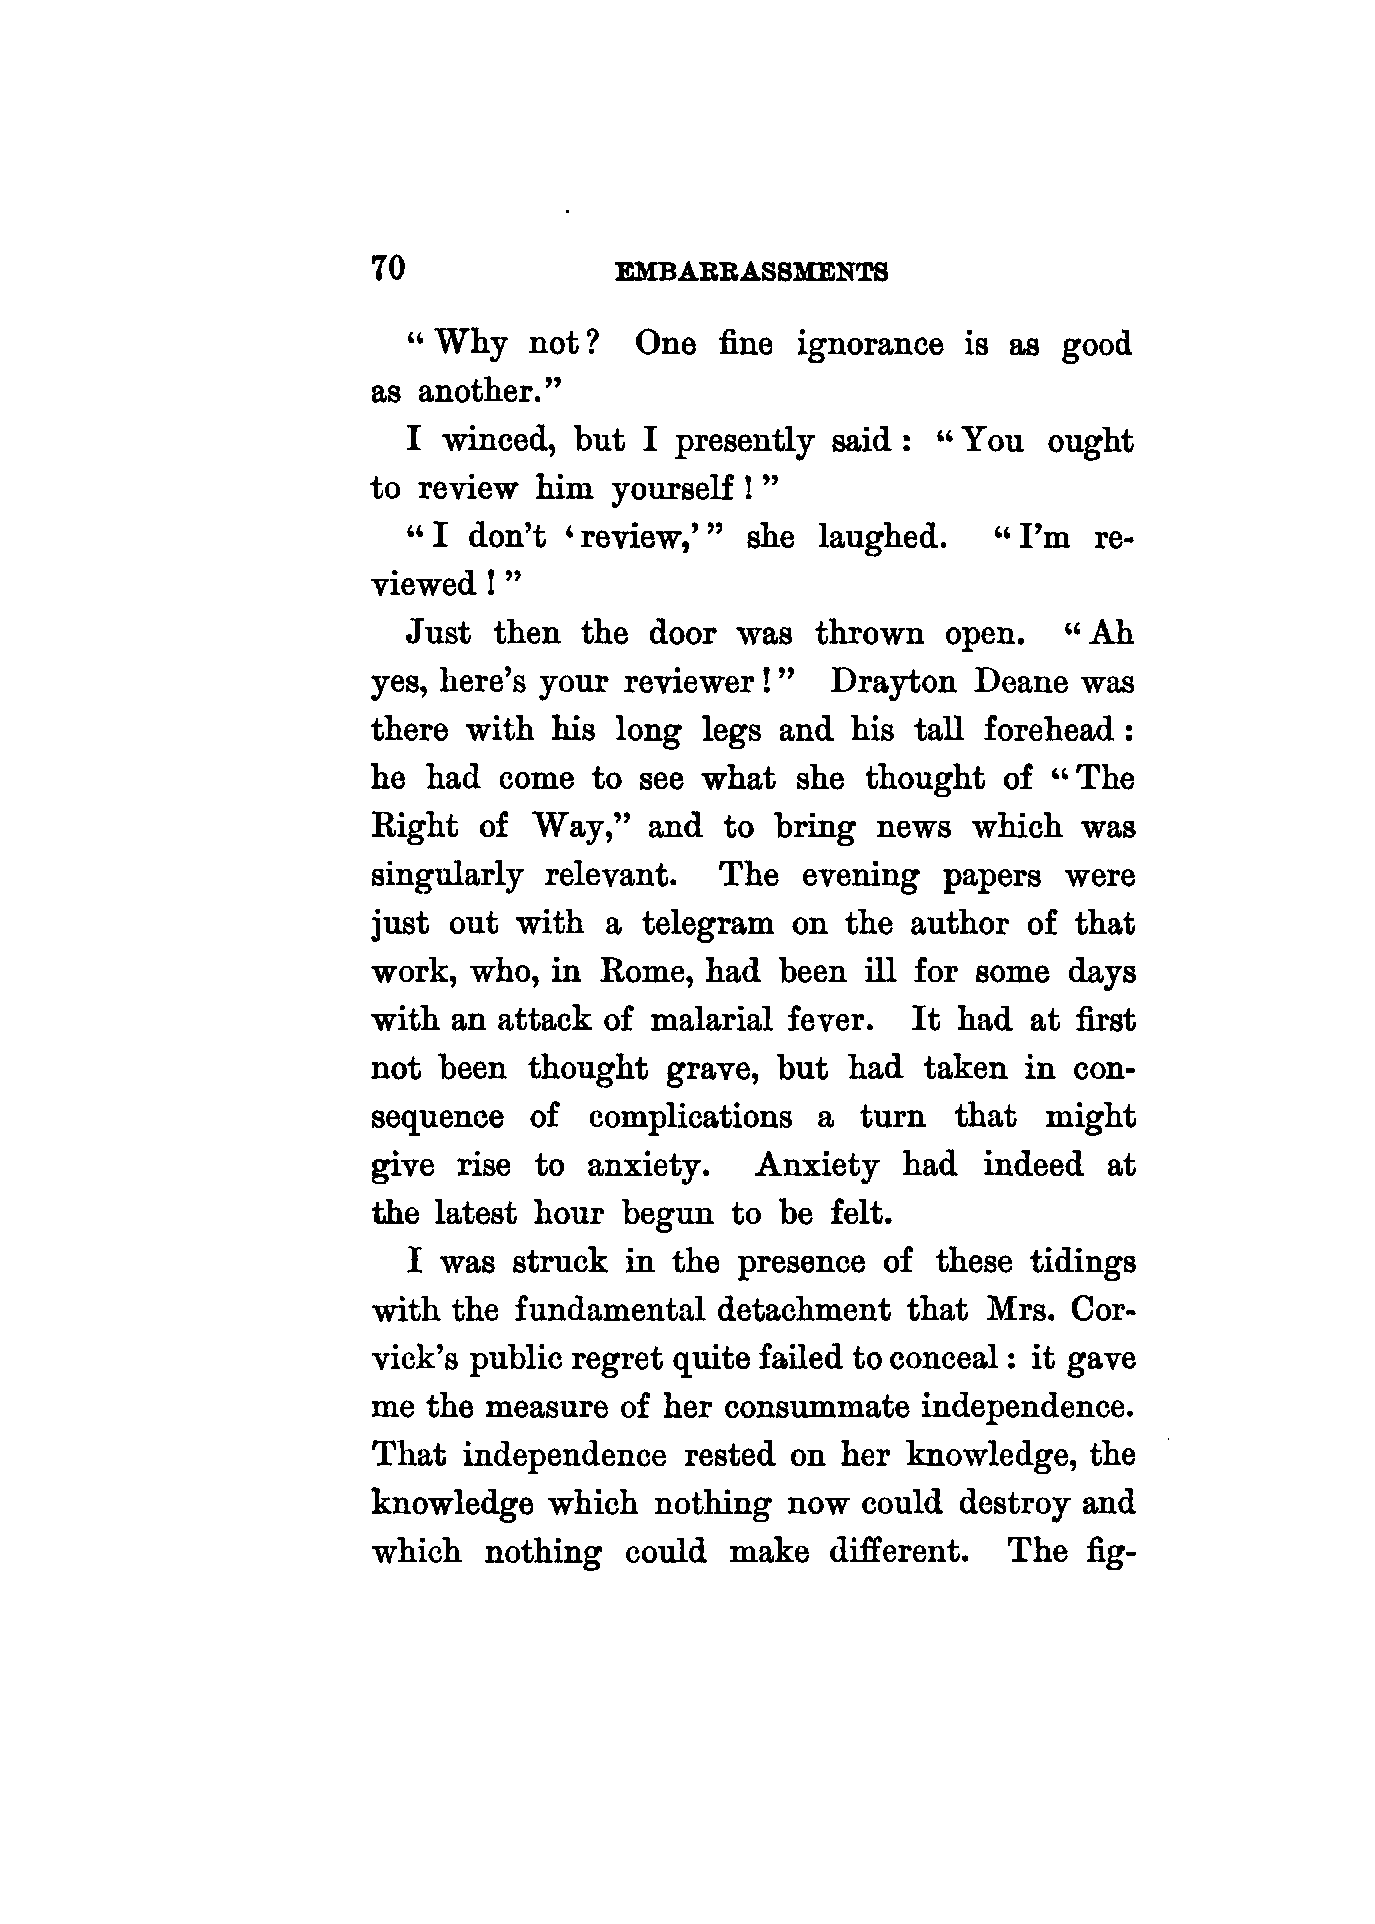 70 EMBARRASSMENTS
“Why not? One fine ignorance is as good
as another.”
I winced, but I presently said: “You ought
to review him yourself!”
“I don’t ‘review,’” she laughed. “I’m re-
viewed!”
Just then the door was thrown open. “Ah
yes, here’s your reviewer!” Drayton Deane was
there with his long legs and his tall forehead:
he had come to see what she thought of “The
Right of Way,” and to bring news which was
singularly relevant. The evening papers were
just out with a telegram on the author of that
work, who, in Rome, had been ill for some days
with an attack of malarial fever. It had at first
not been thought grave, but had taken in con-
sequence of complications a turn that might
give rise to anxiety. Anxiety had indeed at
the latest hour begun to be felt.
I was struck in the presence of these tidings
with the fundamental detachment that Mrs. Cor-
vick’s public regret quite failed to conceal: it gave
me the measure of her consummate independence.
That independence rested on her knowledge, the
knowledge which nothing now could destroy and
which nothing could make different. The fig-